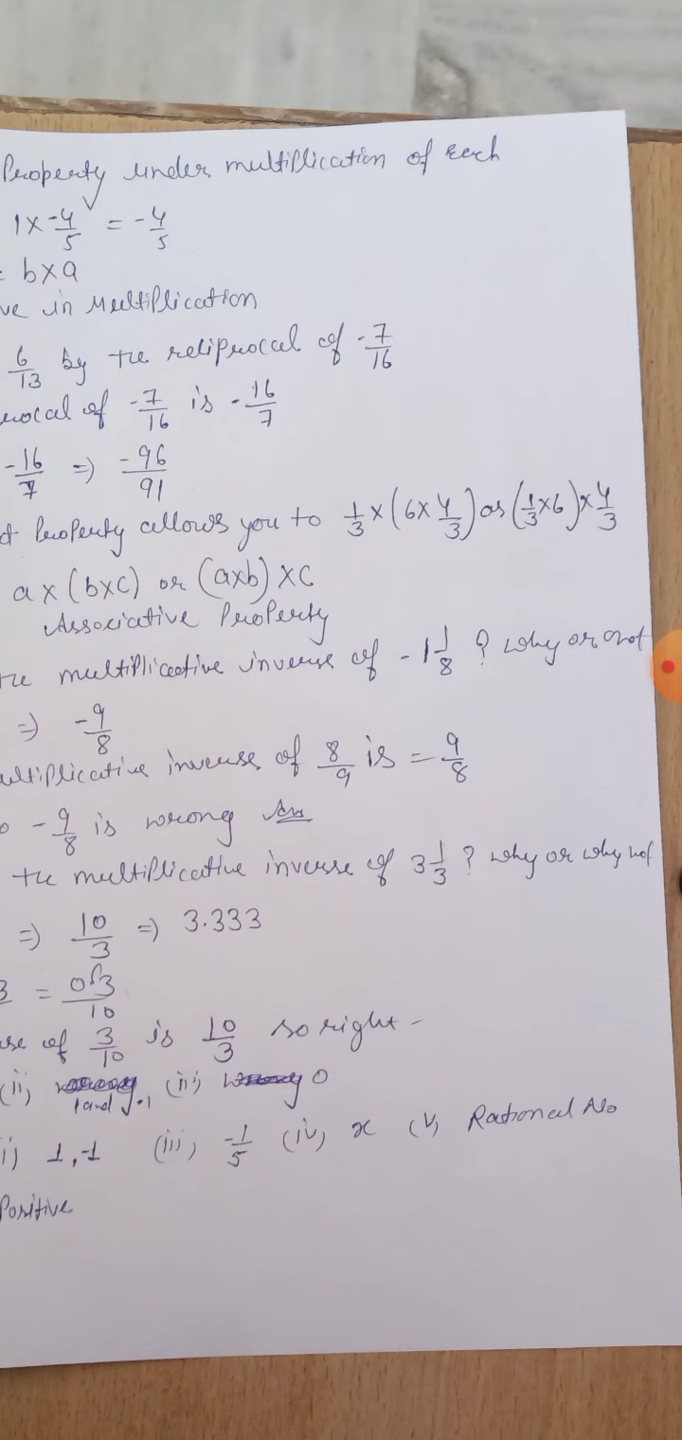 Property under multiplication of each
1 × -4/5 = -4/5
= b×a
ve in Multiplication
6/13 by the reliprocal of -7/16
rocal of -7/16 is -16/7
-16/7 => -96/91
t Property allows you to 1/3×(6×4/3) as (1/3×6)×4/3
a×(b×c) or (a×b)×c
Associative Property
the multiplicative inverse of -1 1/8 ? why or not
=> -9/8
ultiplicative inverse of 8/9 is = 9/8
o -9/8 is wrong Ans
the multiplicative inverse of 3 1/3 ? why or why not
=> 10/3 => 3.333
3 = 0.3/10
se of 3/10 is 10/3 so right -
(ii) 1 and -1 (iii) 0
i) 1,-1 (iii) -1/5 (iv) x (v) Rational No
Positive